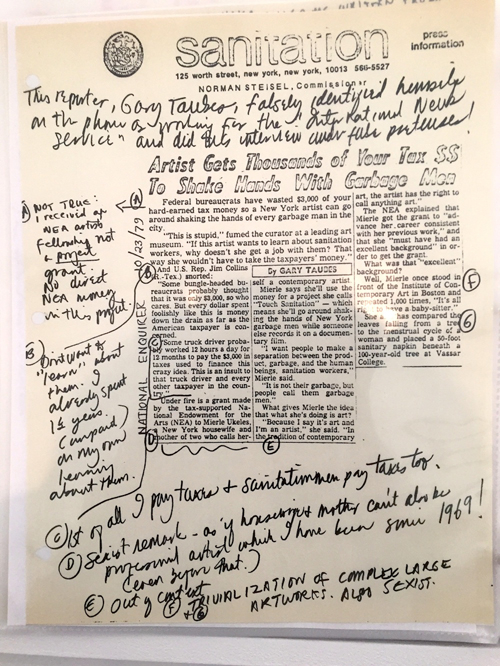 sanitation
press
information
125 worth street, new york, new york, 10013 566-5527
NORMAN STEISEL, Commissioner
This reporter, Gary Taubes, falsely identified himself
on the phone as working for the "International News
Service" and did this interview under false pretenses!
Artist Gets Thousands of Your Tax $$
To Shake Hands With Garbage Men
Federal bureaucrats have wasted $3,000 of your
hard-earned tax money so a New York artist can go
around shaking the hands of every garbage man in the
city.
"This is stupid," fumed the curator at a leading art
museum. "If this artist wants to learn about sanitation
workers, why doesn't she get a job with them? That
way she wouldn't have to take the taxpayers' money."
And U.S. Rep. Jim Collins
(R.-Tex.) snorted:
"Some bungle-headed bu-
reaucrats probably thought
that it was only $3,000, so who
cares. But every dollar spent
foolishly like this is money
down the drain as far as the
American taxpayer is con-
cerned.
"Some truck driver proba-
bly worked 12 hours a day for
12 months to pay the $3,000 in
taxes used to finance this
crazy idea. This is an insult to
that truck driver and every
other taxpayer in the coun-
try."
Under fire is a grant made
by the tax-supported Na-
tional Endowment for the
Arts (NEA) to Mierle Ukeles,
a New York housewife and
mother of two who calls her-
By GARY TAUBES
self a contemporary artist.
Mierle says she'll use the
money for a project she calls
"Touch Sanitation" — which
means she'll go around shak-
ing the hands of New York
garbage men while someone
else records it on a documen-
tary film.
"I want people to make a
separation between the prod-
uct, garbage, and the human
beings, sanitation workers,"
Mierle said.
"It is not their garbage, but
people call them garbage
men."
What gives Mierle the idea
that what she's doing is art?
"Because I say it's art and
I'm an artist," she said. "In
the tradition of contemporary
art, the artist has the right to
call anything art."
The NEA explained that
Mierle got the grant to "ad-
vance her career consistent
with her previous work," and
that she "must have had an
excellent background" in or-
der to get the grant.
What was that "excellent"
background?
Well, Mierle once stood in
front of the Institute of Con-
temporary Art in Boston and
repeated 1,000 times, "It's all
right to have a baby-sitter."
She has compared the
leaves falling from a tree
to the menstrual cycle of a
woman and placed a 50-foot
sanitary napkin beneath a
100-year-old tree at Vassar
College.
NATIONAL ENQUIRER 10/23/79
A
B
C
D
E
F
G
A NOT TRUE:
I received an
NEA artist
fellowship not
a project
grant.
No direct
NEA money
in this project.
B Don't want to
"learn" about
them. I
already spent
1½ years
(unpaid)
on my own
learning
about them.
C 1st of all I pay taxes + sanitationmen pay taxes too.
D Sexist remark - as if housewife + mother can't also be
professional artist which I have been since 1969!
(even before that.)
E Out of context F + G TRIVIALIZATION OF COMPLEX LARGE
ARTWORKS. ALSO SEXIST.